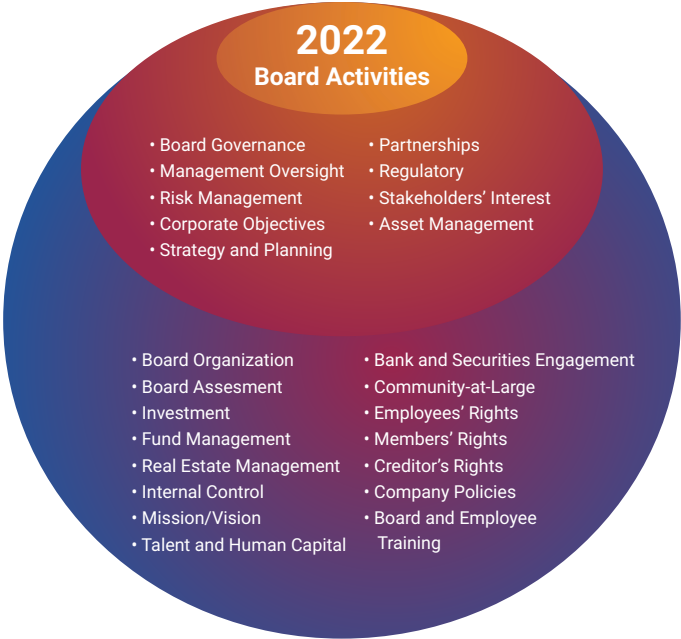 2022
Board Activities
• Board Governance
• Management Oversight
• Risk Management
• Corporate Objectives
• Strategy and Planning
• Partnerships
• Regulatory
• Stakeholders’ Interest
• Asset Management
• Board Organization
• Board Assesment
• Investment
• Fund Management
• Real Estate Management
• Internal Control
• Mission/Vision
• Talent and Human Capital
• Bank and Securities Engagement
• Community-at-Large
• Employees’ Rights
• Members’ Rights
• Creditor’s Rights
• Company Policies
• Board and Employee
Training